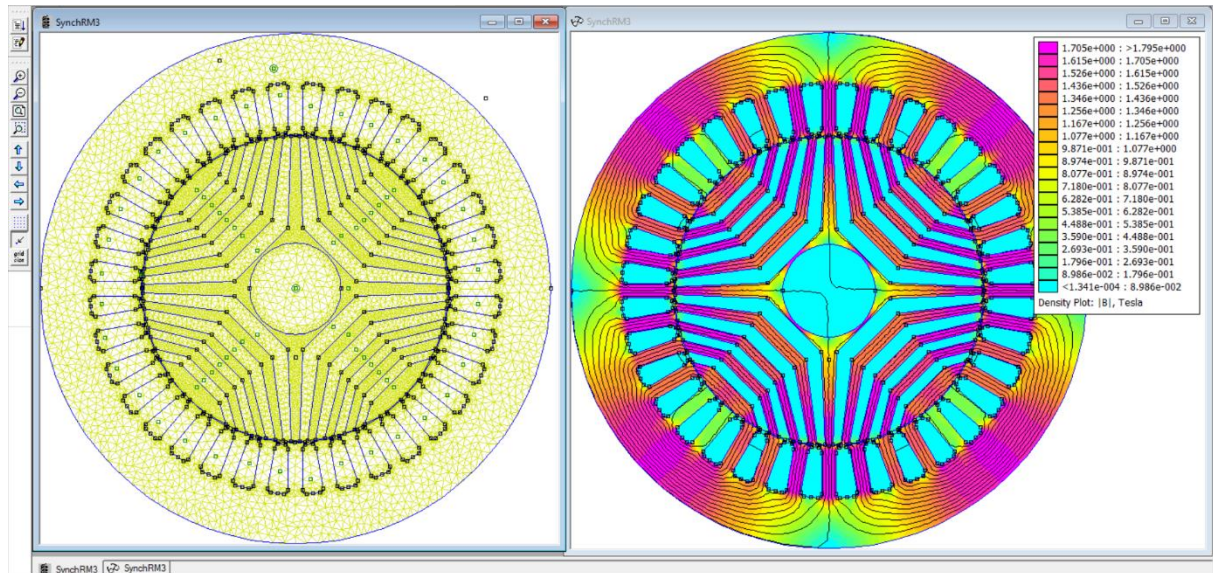 SynchRM3
SynchRM3
1.705e+000 : >1.795e+000
1.615e+000 : 1.705e+000
1.526e+000 : 1.615e+000
1.436e+000 : 1.526e+000
1.346e+000 : 1.436e+000
1.256e+000 : 1.346e+000
1.167e+000 : 1.256e+000
1.077e+000 : 1.167e+000
9.871e-001 : 1.077e+000
8.974e-001 : 9.871e-001
8.077e-001 : 8.974e-001
7.180e-001 : 8.077e-001
6.282e-001 : 7.180e-001
5.385e-001 : 6.282e-001
4.488e-001 : 5.385e-001
3.590e-001 : 4.488e-001
2.693e-001 : 3.590e-001
1.796e-001 : 2.693e-001
8.986e-002 : 1.796e-001
<1.341e-004 : 8.986e-002
Density Plot: |B|, Tesla
grid
size
SynchRM3
SynchRM3